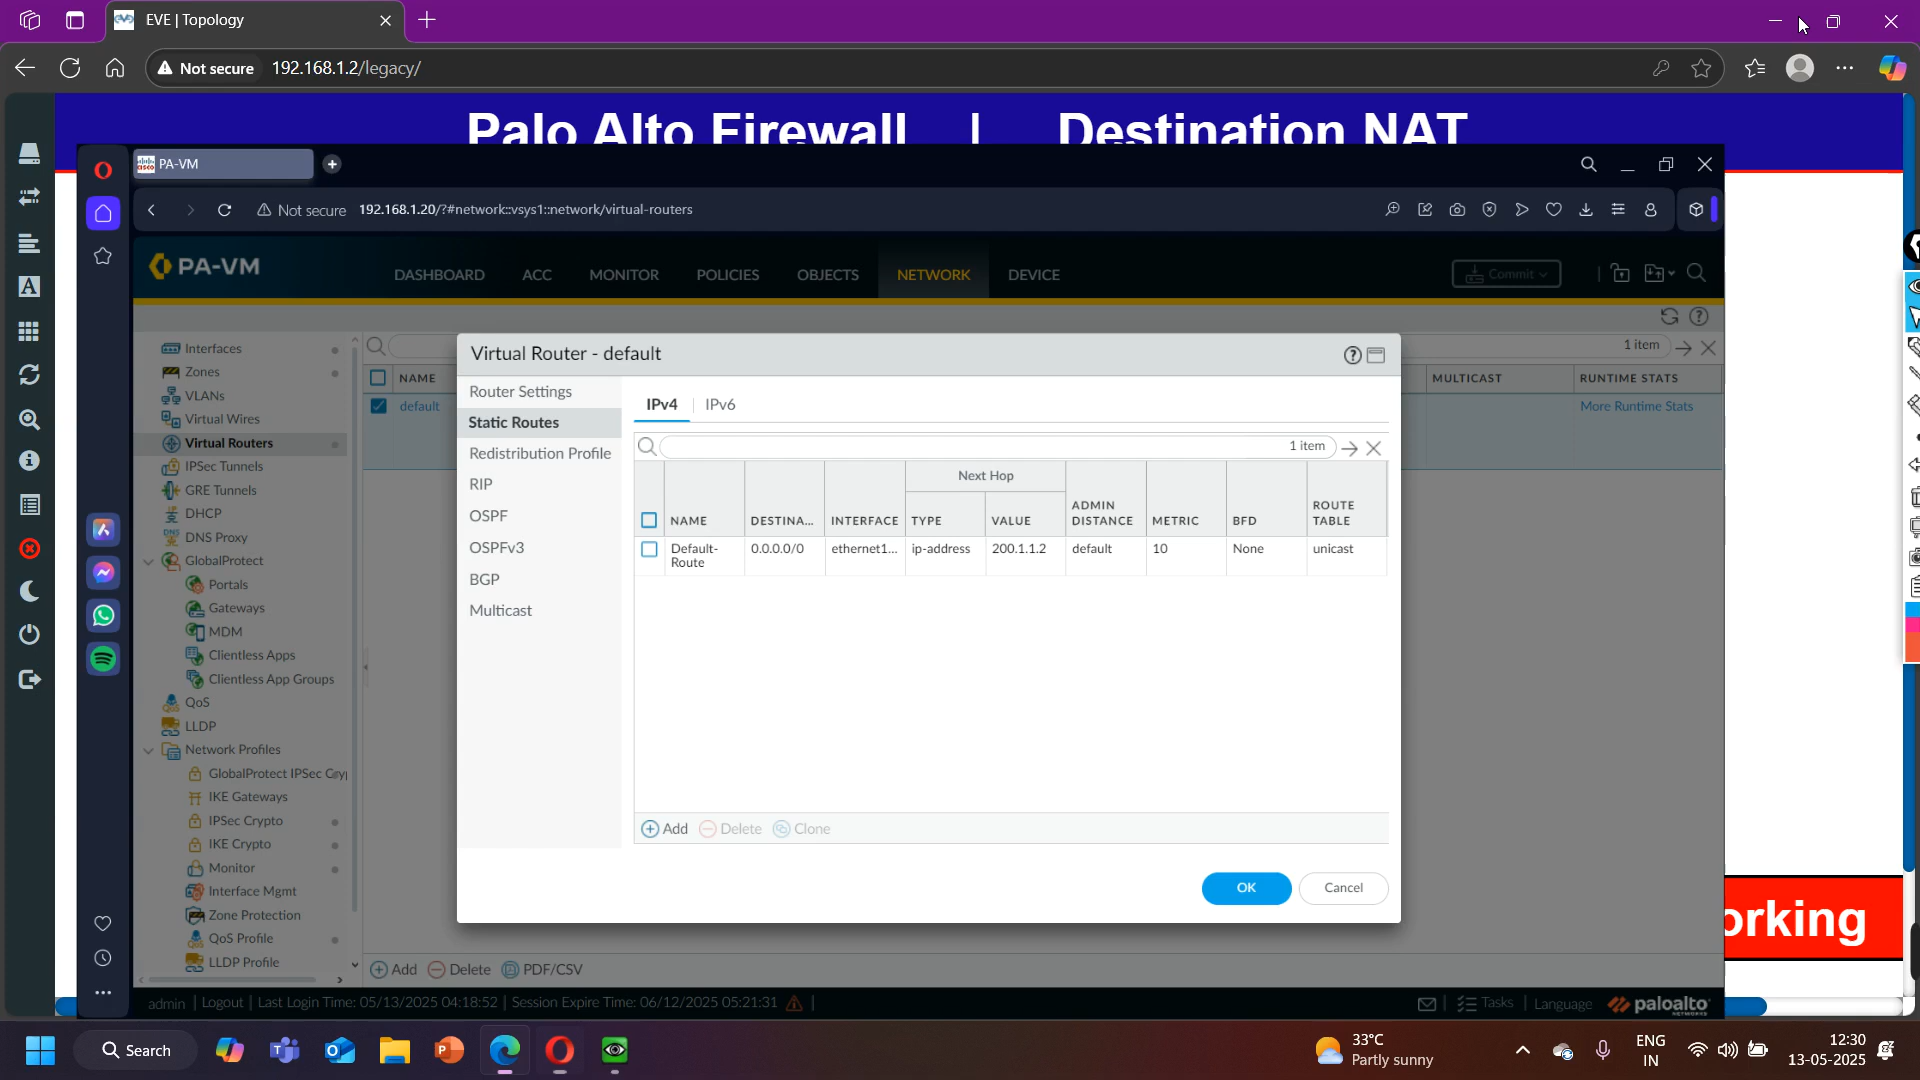 EVE | Topology
Not secure 192.168.1.2/legacy/
Palo Alto Firewall | Destination NAT
PA-VM
Not secure 192.168.1.20/?#network::vsys1::network/virtual-routers
PA-VM
DASHBOARD ACC MONITOR POLICIES OBJECTS NETWORK DEVICE
Commit
Interfaces
Zones
VLANs
Virtual Wires
Virtual Routers
IPSec Tunnels
GRE Tunnels
DHCP
DNS Proxy
GlobalProtect
Portals
Gateways
MDM
Clientless Apps
Clientless App Groups
QoS
LLDP
Network Profiles
GlobalProtect IPSec Cryp
IKE Gateways
IPSec Crypto
IKE Crypto
Monitor
Interface Mgmt
Zone Protection
QoS Profile
LLDP Profile
1 item
NAME MULTICAST RUNTIME STATS
default More Runtime Stats
Virtual Router - default
Router Settings
Static Routes
Redistribution Profile
RIP
OSPF
OSPFv3
BGP
Multicast
IPv4 IPv6
1 item
Next Hop
NAME DESTINA... INTERFACE TYPE VALUE ADMIN DISTANCE METRIC BFD ROUTE TABLE
Default-Route 0.0.0.0/0 ethernet1... ip-address 200.1.1.2 default 10 None unicast
Add Delete Clone
OK Cancel
Add Delete PDF/CSV
orking
admin | Logout | Last Login Time: 05/13/2025 04:18:52 | Session Expire Time: 06/12/2025 05:21:31
Tasks | Language paloalto NETWORKS
Search
33°C
Partly sunny
ENG
IN
12:30
13-05-2025